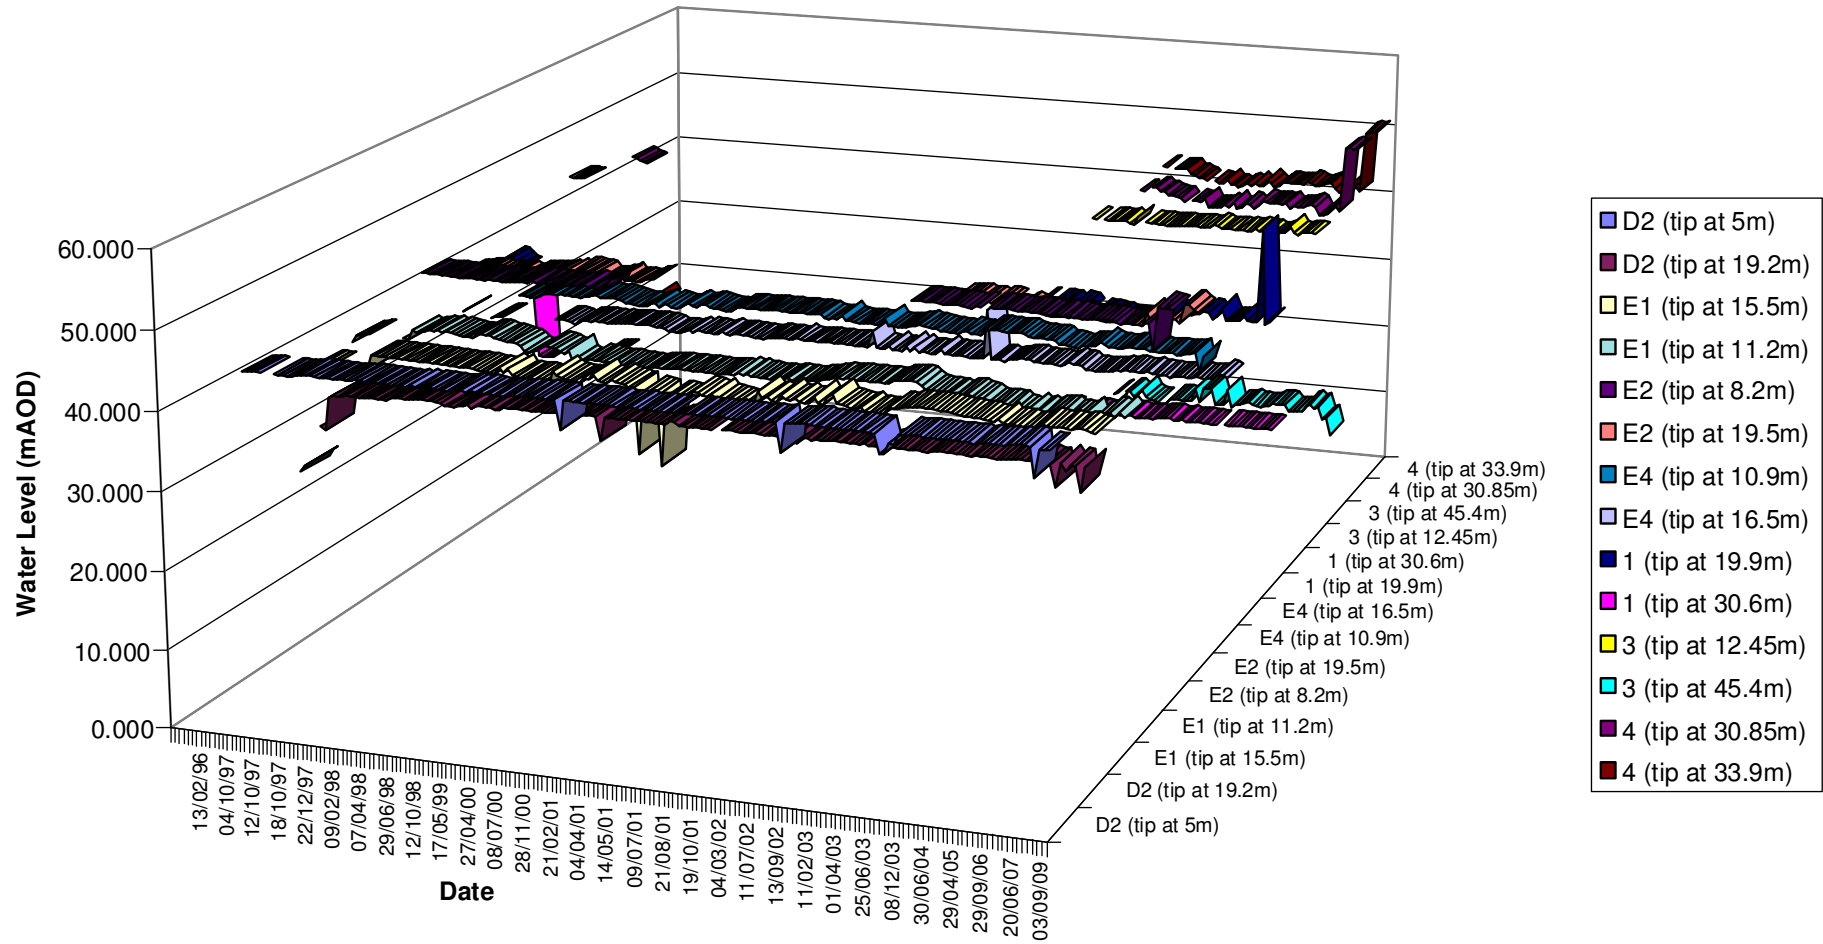 60.000
50.000
40.000
30.000
20.000
10.000
0.000
Water Level (mAOD)
13/02/96
04/10/97
12/10/97
18/10/97
22/12/97
09/02/98
07/04/98
29/06/98
12/10/98
17/05/99
27/04/00
08/07/00
28/11/00
21/02/01
04/04/01
14/05/01
09/07/01
21/08/01
19/10/01
04/03/02
11/07/02
13/09/02
11/02/03
01/04/03
25/06/03
08/12/03
30/06/04
29/04/05
29/09/06
20/06/07
03/09/09
Date
4 (tip at 33.9m)
4 (tip at 30.85m)
3 (tip at 45.4m)
3 (tip at 12.45m)
1 (tip at 30.6m)
1 (tip at 19.9m)
E4 (tip at 16.5m)
E4 (tip at 10.9m)
E2 (tip at 19.5m)
E2 (tip at 8.2m)
E1 (tip at 11.2m)
E1 (tip at 15.5m)
D2 (tip at 19.2m)
D2 (tip at 5m)
D2 (tip at 5m)
D2 (tip at 19.2m)
E1 (tip at 15.5m)
E1 (tip at 11.2m)
E2 (tip at 8.2m)
E2 (tip at 19.5m)
E4 (tip at 10.9m)
E4 (tip at 16.5m)
1 (tip at 19.9m)
1 (tip at 30.6m)
3 (tip at 12.45m)
3 (tip at 45.4m)
4 (tip at 30.85m)
4 (tip at 33.9m)